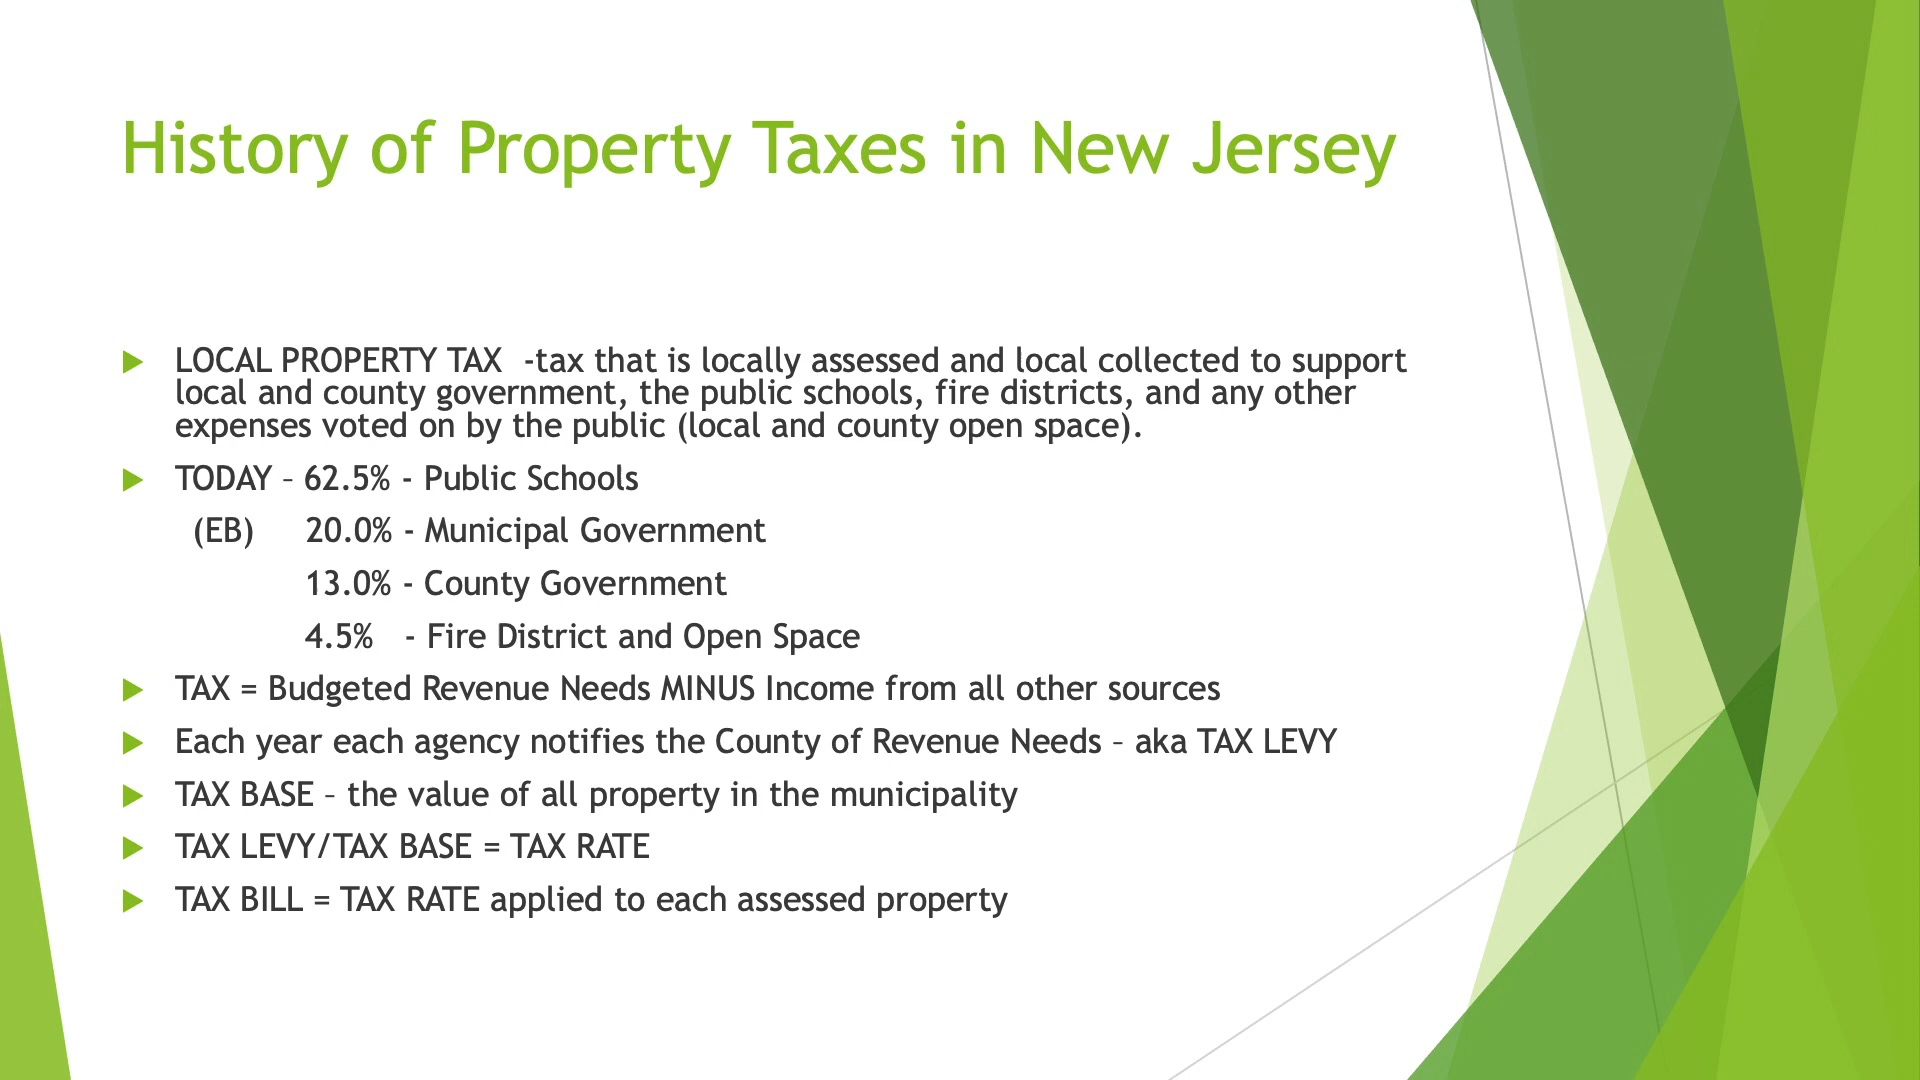 History of Property Taxes in New Jersey
LOCAL PROPERTY TAX -tax that is locally assessed and local collected to support
local and county government, the public schools, fire districts, and any other
expenses voted on by the public (local and county open space).
TODAY – 62.5% - Public Schools
(EB) 20.0% - Municipal Government
13.0% - County Government
4.5% - Fire District and Open Space
TAX = Budgeted Revenue Needs MINUS Income from all other sources
Each year each agency notifies the County of Revenue Needs – aka TAX LEVY
TAX BASE – the value of all property in the municipality
TAX LEVY/TAX BASE = TAX RATE
TAX BILL = TAX RATE applied to each assessed property